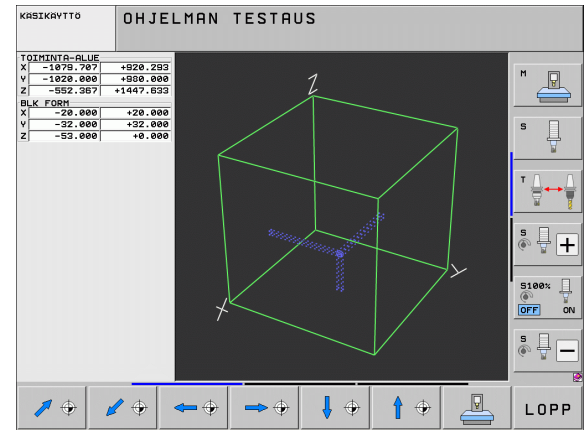 KÄSIKÄYTTÖ
OHJELMAN TESTAUS
TOIMINTA-ALUE
X -1079.707 +920.293
Y -1020.000 +980.000
Z -552.367 +1447.633
BLK FORM
X -20.000 +20.000
Y -32.000 +32.000
Z -53.000 +0.000
Z
X
Y
M
S
T
S
+
S100%
OFF ON
S
−
LOPP